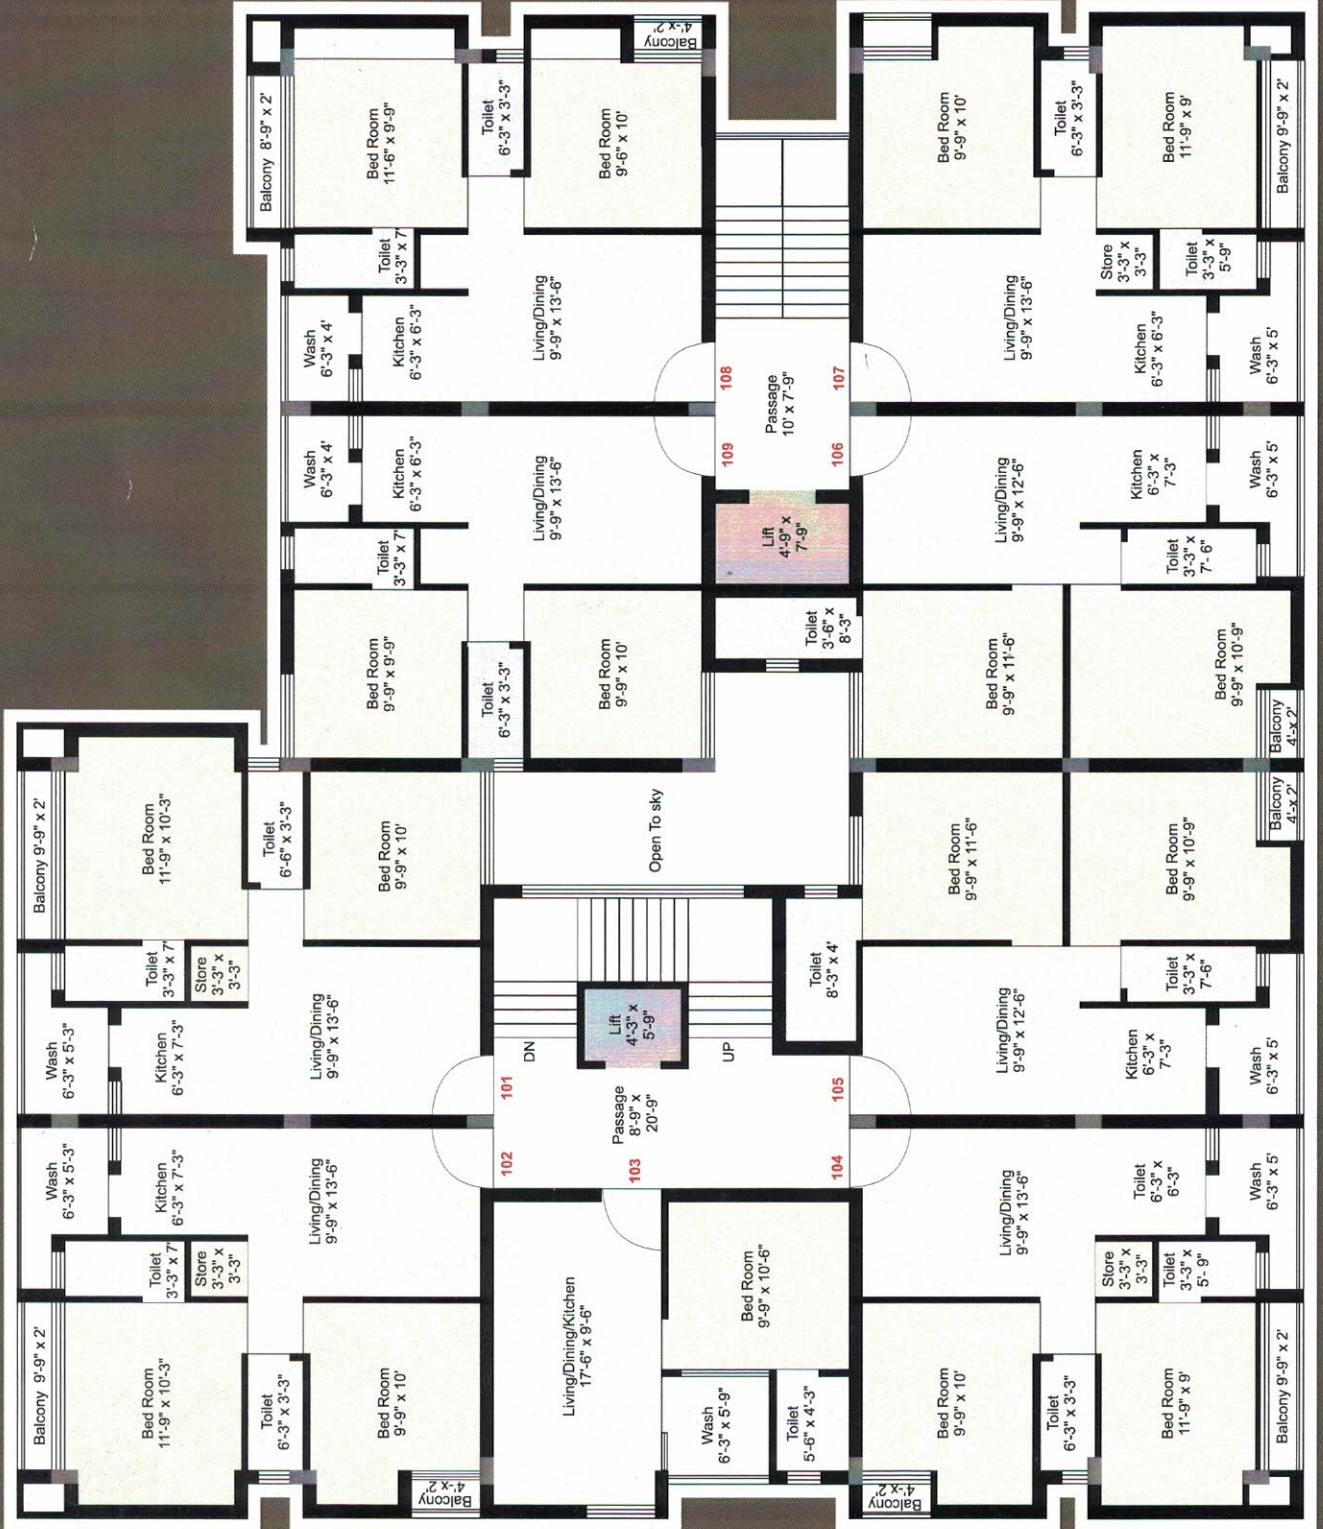 Balcony 9'-9" x 2'
Bed Room
11'-9" x 10'-3"
Toilet
6'-3" x 3'-3"
Bed Room
9'-9" x 10'
Balcony
4'-x 2'
Toilet
3'-3" x 7'
Store
3'-3" x
3'-3"
Wash
6'-3" x 5'-3"
Kitchen
6'-3" x 7'-3"
Living/Dining
9'-9" x 13'-6"
102
Wash
6'-3" x 5'-3"
Kitchen
6'-3" x 7'-3"
Living/Dining
9'-9" x 13'-6"
101
Toilet
3'-3" x 7'
Store
3'-3" x
3'-3"
Balcony 9'-9" x 2'
Bed Room
11'-9" x 10'-3"
Toilet
6'-6" x 3'-3"
Bed Room
9'-9" x 10'
Living/Dining/Kitchen
17'-6" x 9'-6"
103
Bed Room
9'-9" x 10'-6"
Wash
6'-3" x 5'-9"
Toilet
5'-6" x 4'-3"
Passage
8'-9" x
20'-9"
DN
Lift
4'-3" x
5'-9"
UP
Open To sky
Balcony
4'-x 2'
Bed Room
9'-9" x 10'
Toilet
6'-3" x 3'-3"
Bed Room
11'-9" x 9'
Balcony 9'-9" x 2'
104
Living/Dining
9'-9" x 13'-6"
Store
3'-3" x
3'-3"
Toilet
3'-3" x
5'- 9"
Toilet
6'-3" x
6'-3"
Wash
6'-3" x 5'
105
Living/Dining
9'-9" x 12'-6"
Kitchen
6'-3" x
7'-3"
Wash
6'-3" x 5'
Toilet
3'-3" x
7'-6"
Toilet
8'-3" x 4'
Bed Room
9'-9" x 11'-6"
Bed Room
9'-9" x 10'-9"
Balcony
4'-x 2'
Bed Room
9'-9" x 9'-9"
Toilet
6'-3" x 3'-3"
Bed Room
9'-9" x 10'
Toilet
3'-3" x 7'
Wash
6'-3" x 4'
Kitchen
6'-3" x 6'-3"
Living/Dining
9'-9" x 13'-6"
109
Wash
6'-3" x 4'
Kitchen
6'-3" x 6'-3"
Living/Dining
9'-9" x 13'-6"
108
Toilet
3'-3" x 7'
Balcony 8'-9" x 2'
Bed Room
11'-6" x 9'-9"
Toilet
6'-3" x 3'-3"
Bed Room
9'-6" x 10'
Balcony
4'-x 2'
Toilet
3'-6" x
8'-3"
Lift
4'-9" x
7'-9"
Passage
10' x 7'-9"
Bed Room
9'-9" x 11'-6"
Bed Room
9'-9" x 10'-9"
Balcony
4'-x 2'
Toilet
3'-3" x
7'- 6"
106
Living/Dining
9'-9" x 12'-6"
Kitchen
6'-3" x
7'-3"
Wash
6'-3" x 5'
107
Living/Dining
9'-9" x 13'-6"
Kitchen
6'-3" x 6'-3"
Wash
6'-3" x 5'
Store
3'-3" x
3'-3"
Toilet
3'-3" x
5'-9"
Bed Room
9'-9" x 10'
Toilet
6'-3" x 3'-3"
Bed Room
11'-9" x 9'
Balcony 9'-9" x 2'